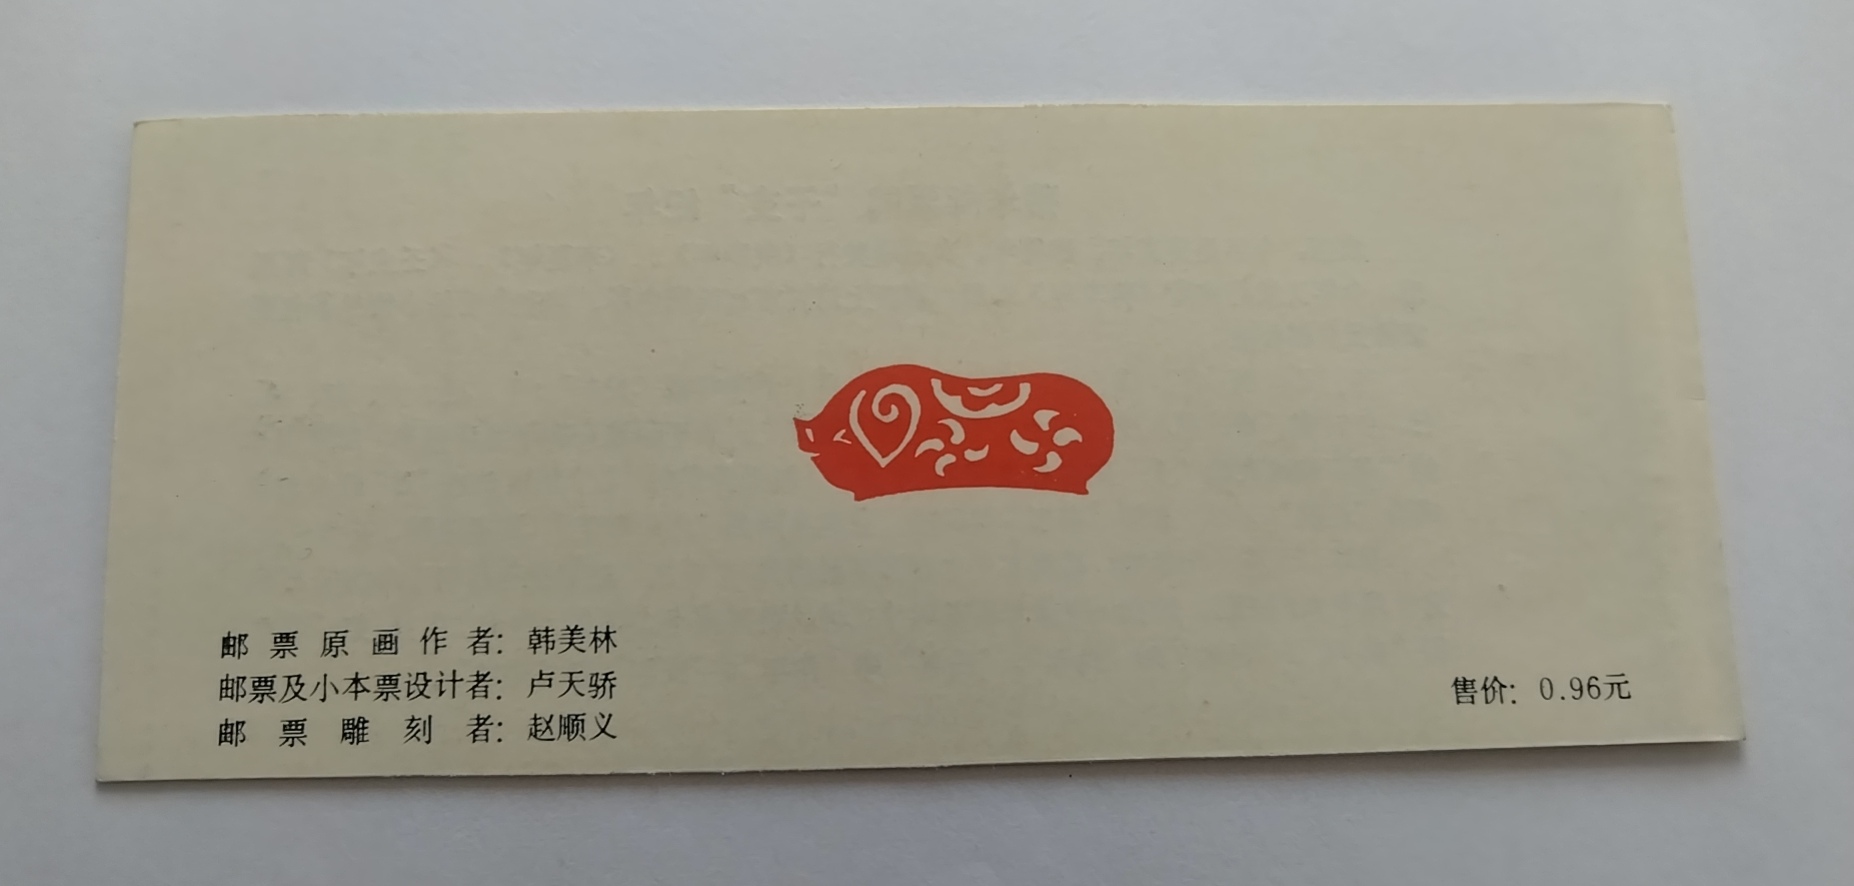 邮票原画作者：韩美林
邮票及小本票设计者：卢天骄
邮票雕刻者：赵顺义
售价：0.96元